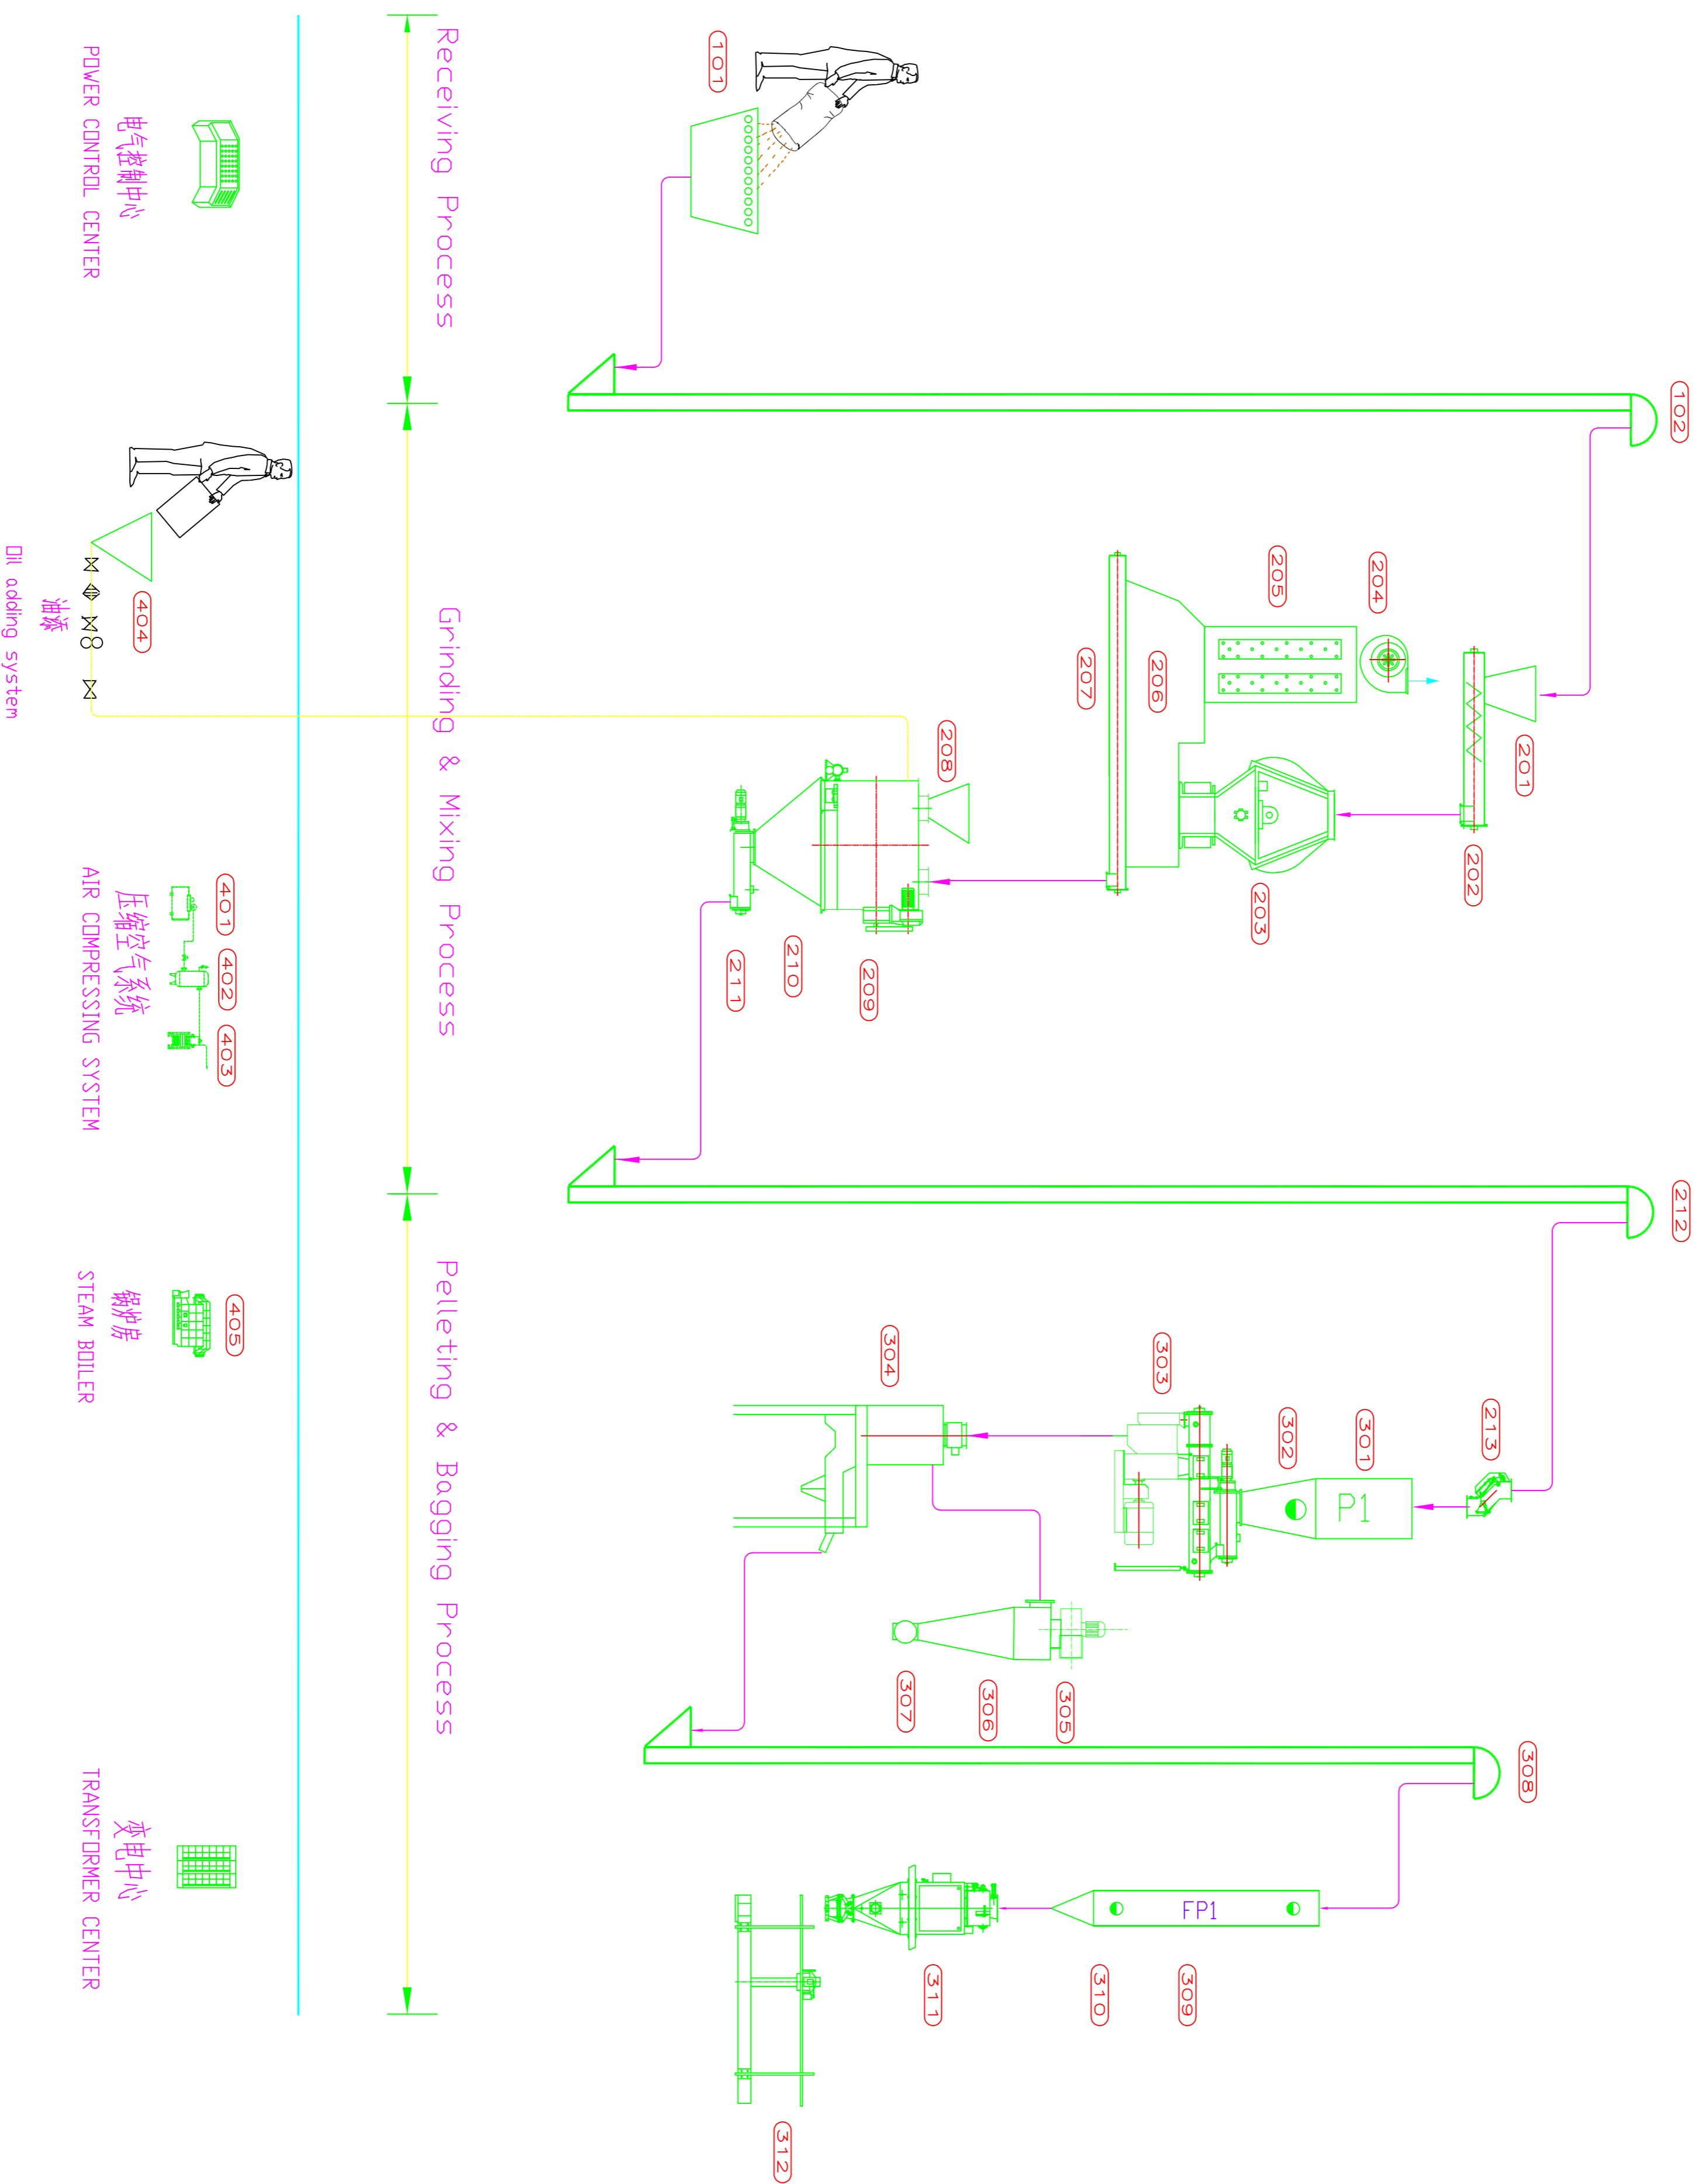 102
212
308
101
201
202
203
204
205
206
207
208
209
210
211
213
301
P1
302
303
304
305
306
307
FP1
309
310
311
312
Receiving Process
Grinding & Mixing Process
Pelleting & Bagging Process
电气控制中心
POWER CONTROL CENTER
404
油添
Oil adding system
401
402
403
压缩空气系统
AIR COMPRESSING SYSTEM
405
锅炉房
STEAM BOILER
变电中心
TRANSFORMER CENTER